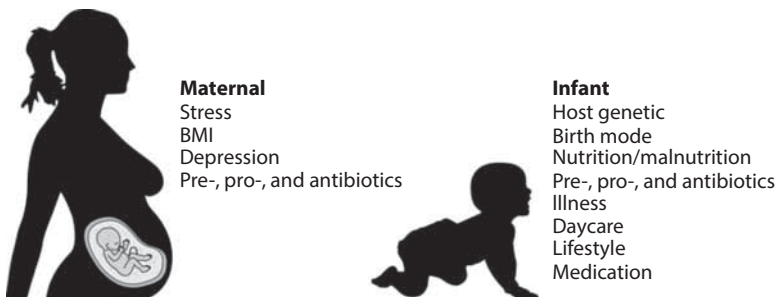 Maternal
Stress
BMI
Depression
Pre-, pro-, and antibiotics
Infant
Host genetic
Birth mode
Nutrition/malnutrition
Pre-, pro-, and antibiotics
Illness
Daycare
Lifestyle
Medication